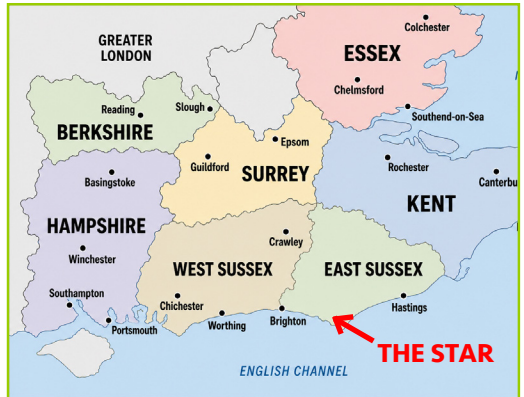 Colchester
GREATER
LONDON
ESSEX
Chelmsford
Reading
Slough
Southend-on-Sea
BERKSHIRE
Epsom
Guildford
Rochester
Basingstoke
SURREY
Canterbu
KENT
HAMPSHIRE
Crawley
Winchester
WEST SUSSEX
EAST SUSSEX
Southampton
Chichester
Hastings
Portsmouth
Worthing
Brighton
THE STAR
ENGLISH CHANNEL